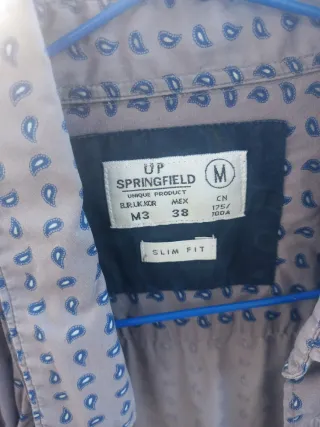 UP
SPRINGFIELD
UNIQUE PRODUCT
M
EUR.UK.KOR MEX CN
M3 38 175/
100A
SLIM FIT